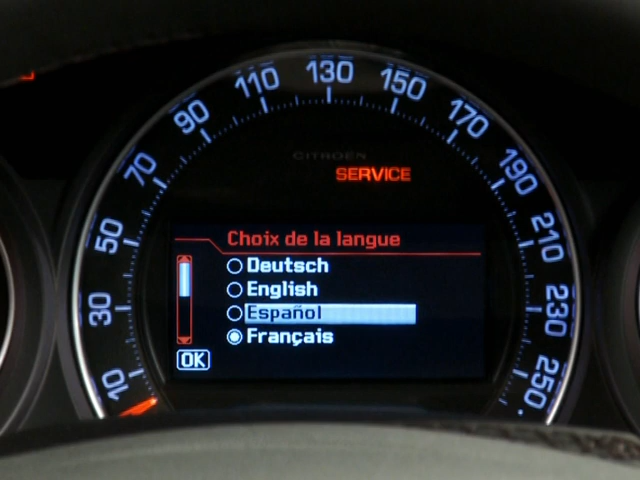 10
30
50
70
90
110
130
150
170
190
210
230
250
CITROËN
SERVICE
Choix de la langue
Deutsch
English
Español
Français
OK